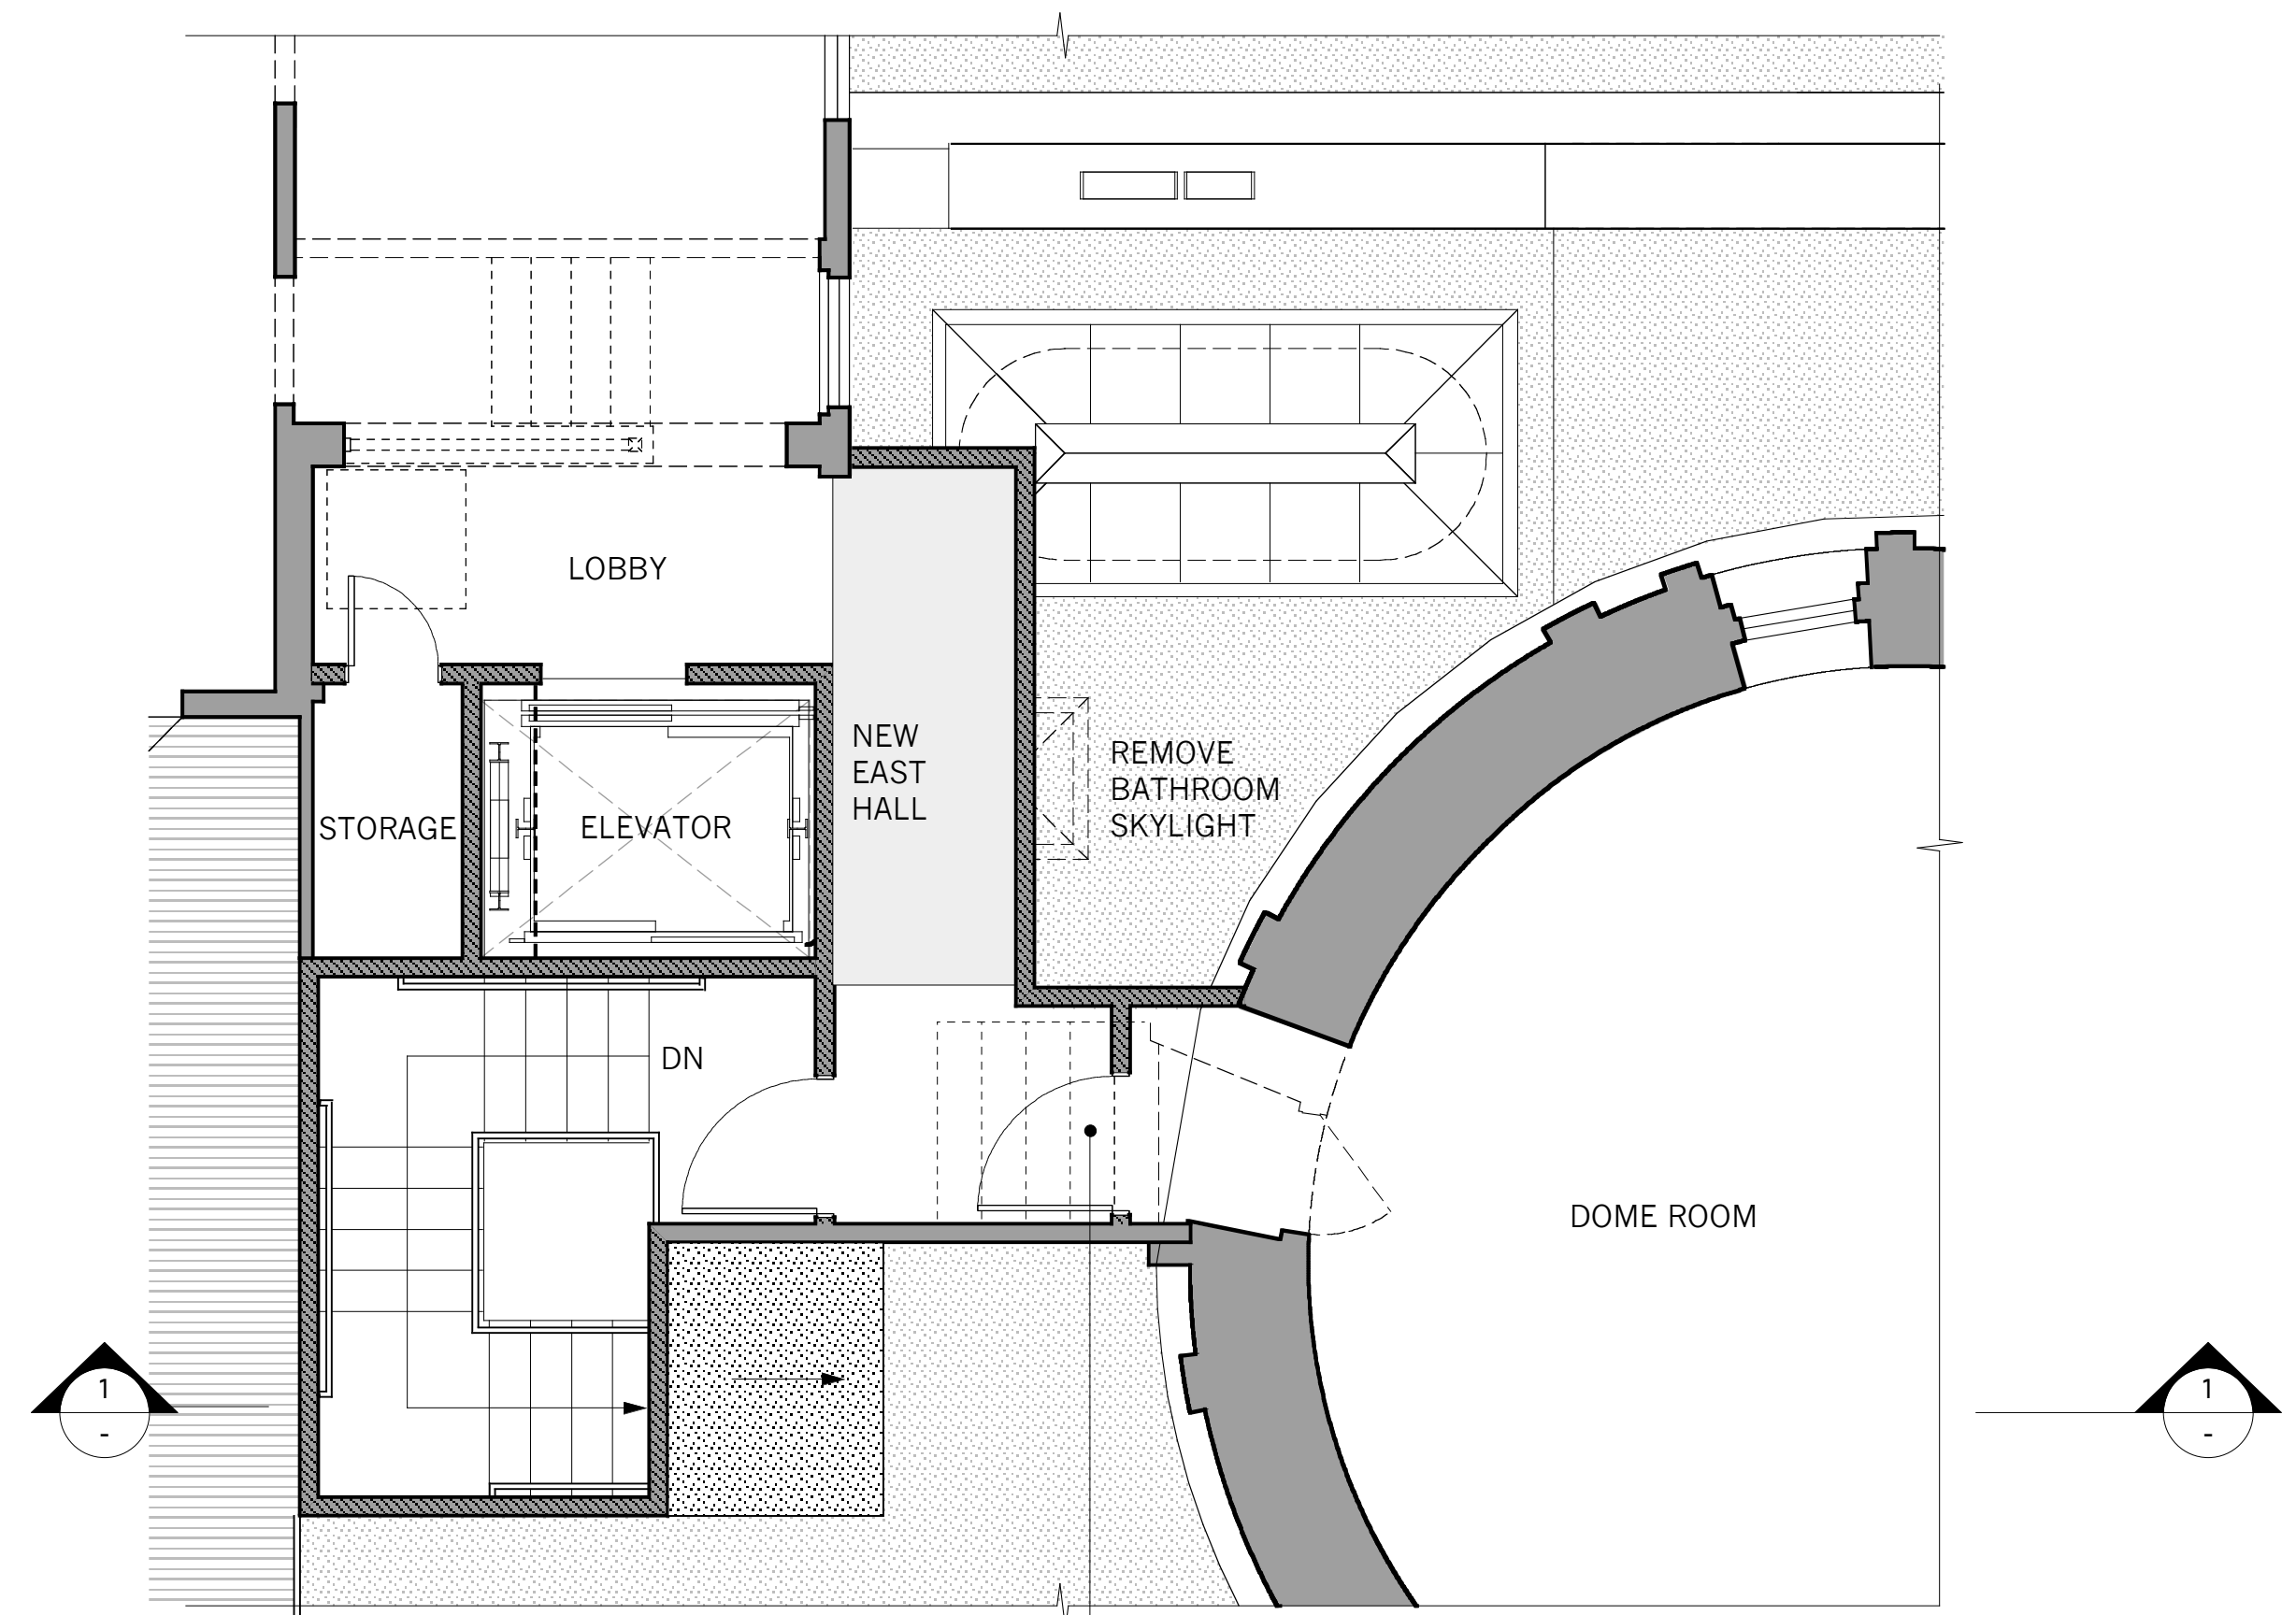 LOBBY
NEW
EAST
HALL
REMOVE
BATHROOM
SKYLIGHT
STORAGE
ELEVATOR
DN
DOME ROOM
1
-
1
-